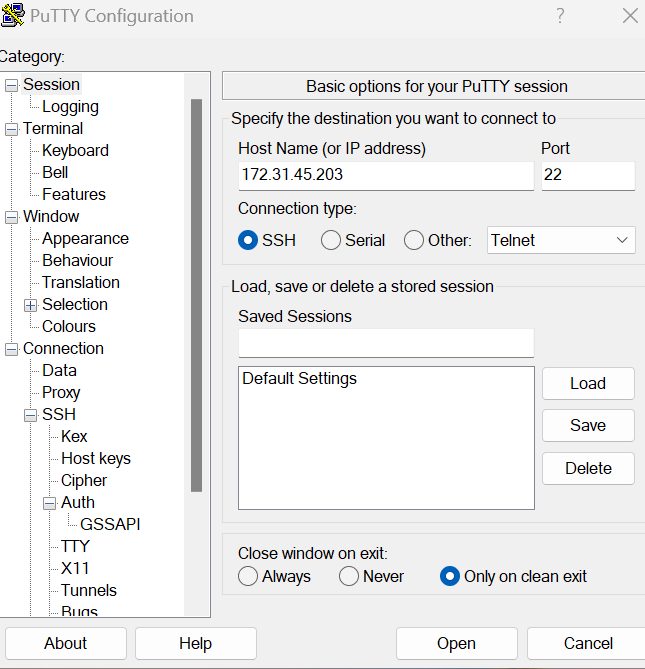 PuTTY Configuration
?
Category:
Session
Logging
Terminal
Keyboard
Bell
Features
Window
Appearance
Behaviour
Translation
Selection
Colours
Connection
Data
Proxy
SSH
Kex
Host keys
Cipher
Auth
GSSAPI
TTY
X11
Tunnels
Bugs
Basic options for your PuTTY session
Specify the destination you want to connect to
Host Name (or IP address) Port
172.31.45.203 22
Connection type:
SSH Serial Other: Telnet
Load, save or delete a stored session
Saved Sessions
Default Settings
Load
Save
Delete
Close window on exit:
Always Never Only on clean exit
About Help Open Cancel